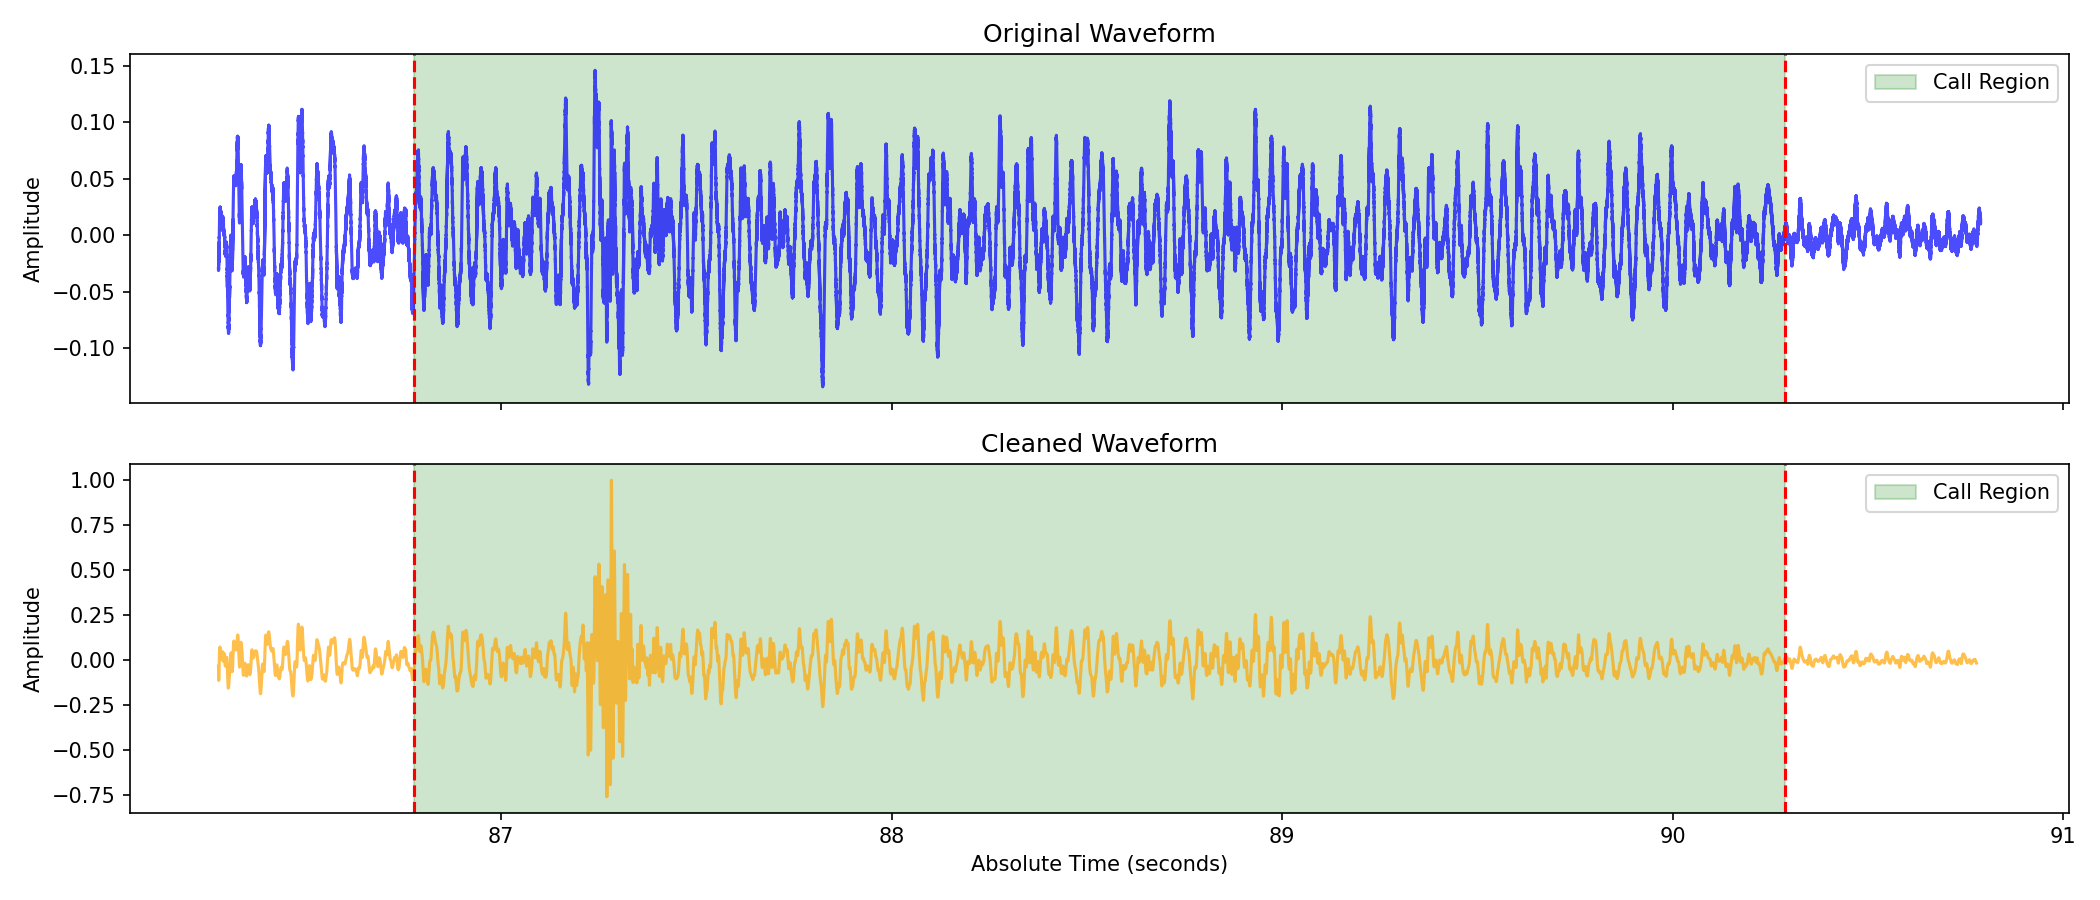 Original Waveform
Amplitude
0.15
0.10
0.05
0.00
−0.05
−0.10
Call Region
Cleaned Waveform
Amplitude
1.00
0.75
0.50
0.25
0.00
−0.25
−0.50
−0.75
Call Region
87 88 89 90 91
Absolute Time (seconds)